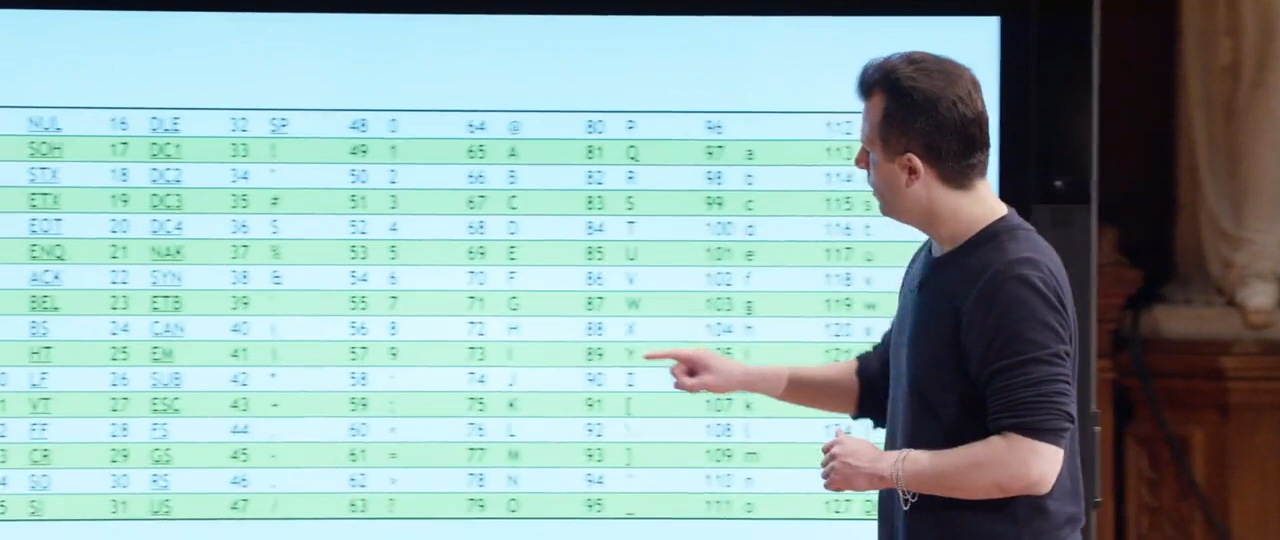 NUL 16 DLE 32 SP 48 0 64 @ 80 P 96 112
SOH 17 DC1 33 ! 49 1 65 A 81 Q 97 a 113
STX 18 DC2 34 " 50 2 66 B 82 R 98 b 114
ETX 19 DC3 35 # 51 3 67 C 83 S 99 c 115 s
EOT 20 DC4 36 $ 52 4 68 D 84 T 100 d 116 t
ENQ 21 NAK 37 % 53 5 69 E 85 U 101 e 117 u
ACK 22 SYN 38 & 54 6 70 F 86 V 102 f 118 v
BEL 23 ETB 39 ' 55 7 71 G 87 W 103 g 119 w
BS 24 CAN 40 ( 56 8 72 H 88 X 104 h 120 x
HT 25 EM 41 ) 57 9 73 I 89 Y i
0 LF 26 SUB 42 * 58 : 74 J 90 Z
1 VT 27 ESC 43 + 59 ; 75 K 91 [ 107 k
2 FF 28 FS 44 , 60 < 76 L 92 \ 108 l
3 CR 29 GS 45 - 61 = 77 M 93 ] 109 m
4 SO 30 RS 46 . 62 > 78 N 94 ^ 110 n
5 SI 31 US 47 / 63 ? 79 O 95 _ 111 o 127